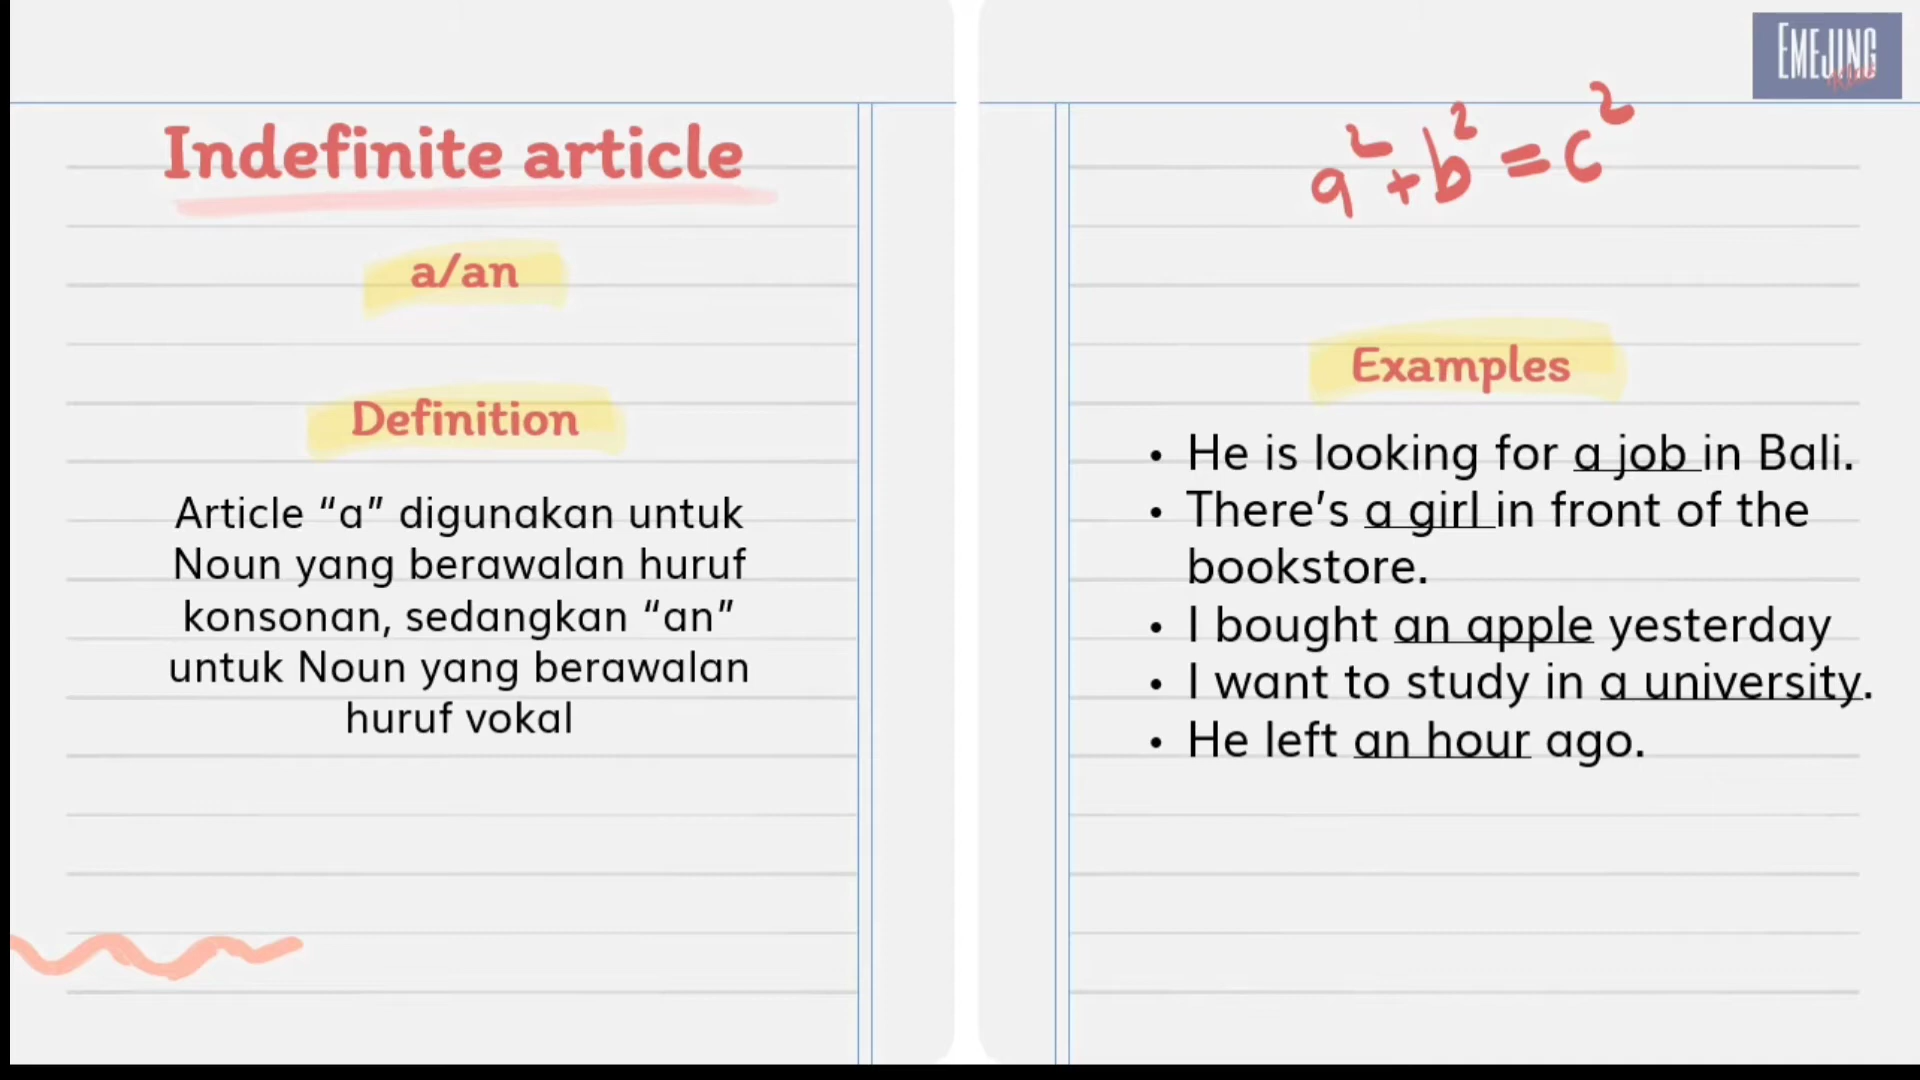 Indefinite article
a/an
Definition
Article “a” digunakan untuk
Noun yang berawalan huruf
konsonan, sedangkan “an”
untuk Noun yang berawalan
huruf vokal
EMEJING
a²+b²=c²
Examples
• He is looking for a job in Bali.
• There’s a girl in front of the
bookstore.
• I bought an apple yesterday
• I want to study in a university.
• He left an hour ago.